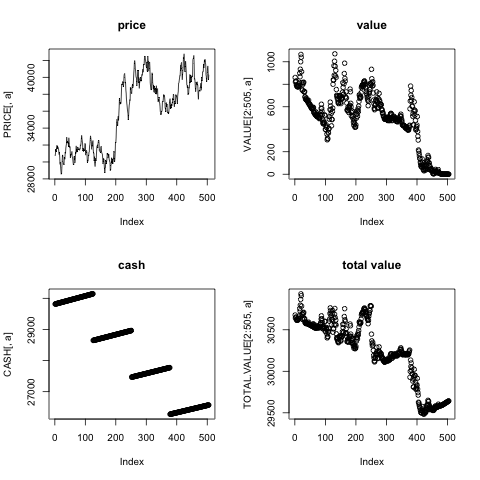 price
PRICE[, a]
28000 34000 40000
0 100 200 300 400 500
Index
value
VALUE[2:505, a]
0 200 600 1000
0 100 200 300 400 500
Index
cash
CASH[, a]
27000 29000
0 100 200 300 400 500
Index
total value
TOTAL.VALUE[2:505, a]
29500 30000 30500
0 100 200 300 400 500
Index